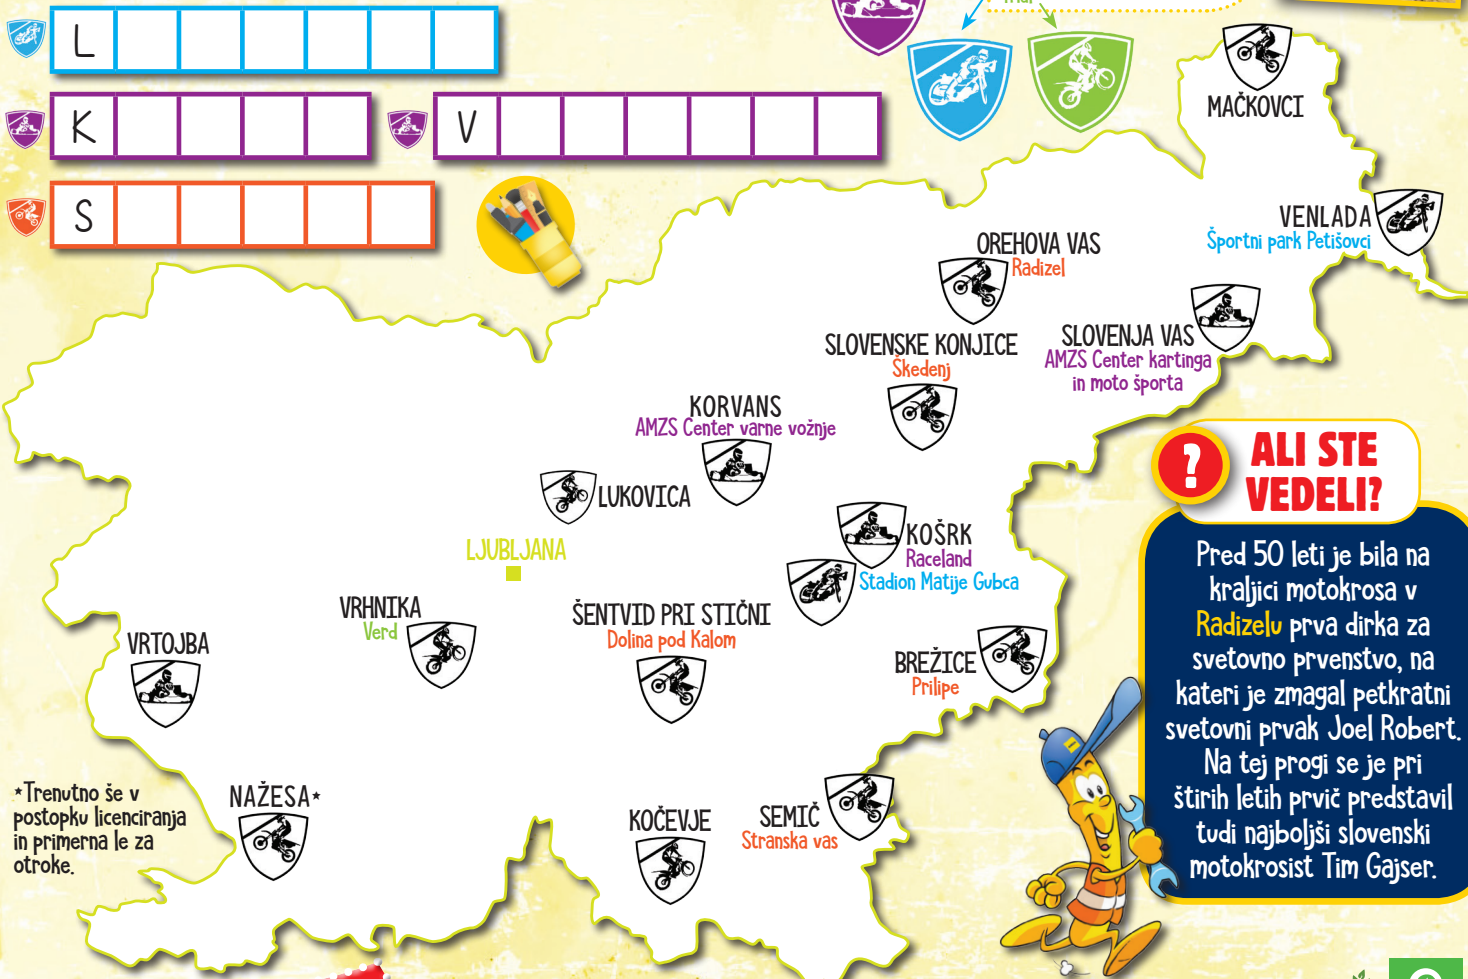 L
K
V
S
MAČKOVCI
VENLADA
Športni park Petišovci
OREHOVA VAS
Radizel
SLOVENJA VAS
AMZS Center kartinga
in moto športa
SLOVENSKE KONJICE
Škedenj
KORVANS
AMZS Center varne vožnje
LUKOVICA
KOŠRK
Raceland
Stadion Matije Gubca
LJUBLJANA
VRHNIKA
Verd
ŠENTVID PRI STIČNI
Dolina pod Kalom
VRTOJBA
BREŽICE
Prilipe
NAŽESA*
*Trenutno še v
postopku licenciranja
in primerna le za
otroke.
KOČEVJE
SEMIČ
Stranska vas
?
ALI STE
VEDELI?
Pred 50 leti je bila na
kraljici motokrosa v
Radizelu prva dirka za
svetovno prvenstvo, na
kateri je zmagal petkratni
svetovni prvak Joel Robert.
Na tej progi se je pri
štirih letih prvič predstavil
tudi najboljši slovenski
motokrosist Tim Gajser.